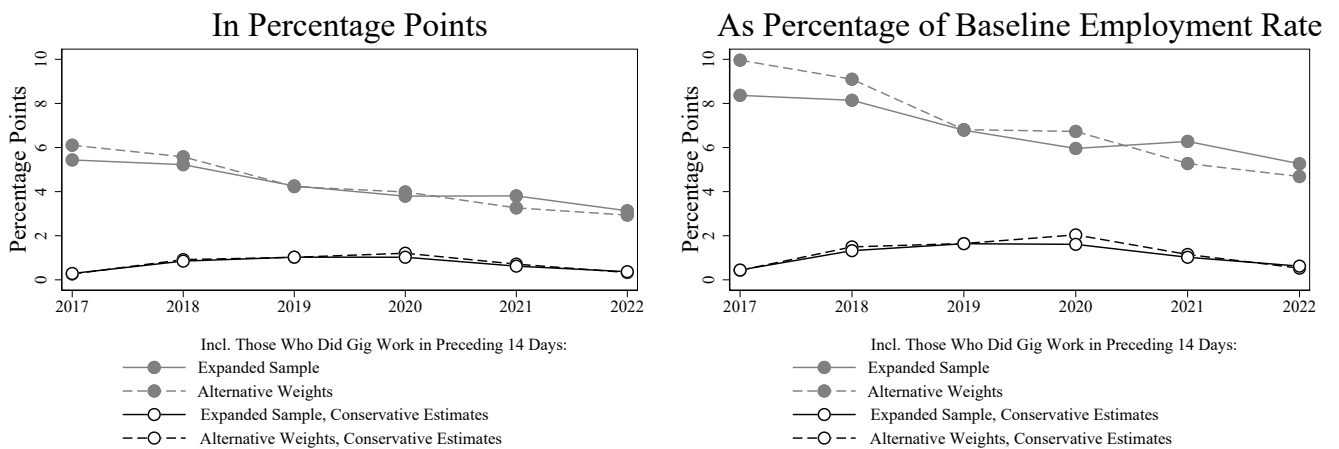 In Percentage Points
Percentage Points
10
8
6
4
2
0
2017 2018 2019 2020 2021 2022
Incl. Those Who Did Gig Work in Preceding 14 Days:
Expanded Sample
Alternative Weights
Expanded Sample, Conservative Estimates
Alternative Weights, Conservative Estimates
As Percentage of Baseline Employment Rate
Percentage Points
10
8
6
4
2
0
2017 2018 2019 2020 2021 2022
Incl. Those Who Did Gig Work in Preceding 14 Days:
Expanded Sample
Alternative Weights
Expanded Sample, Conservative Estimates
Alternative Weights, Conservative Estimates